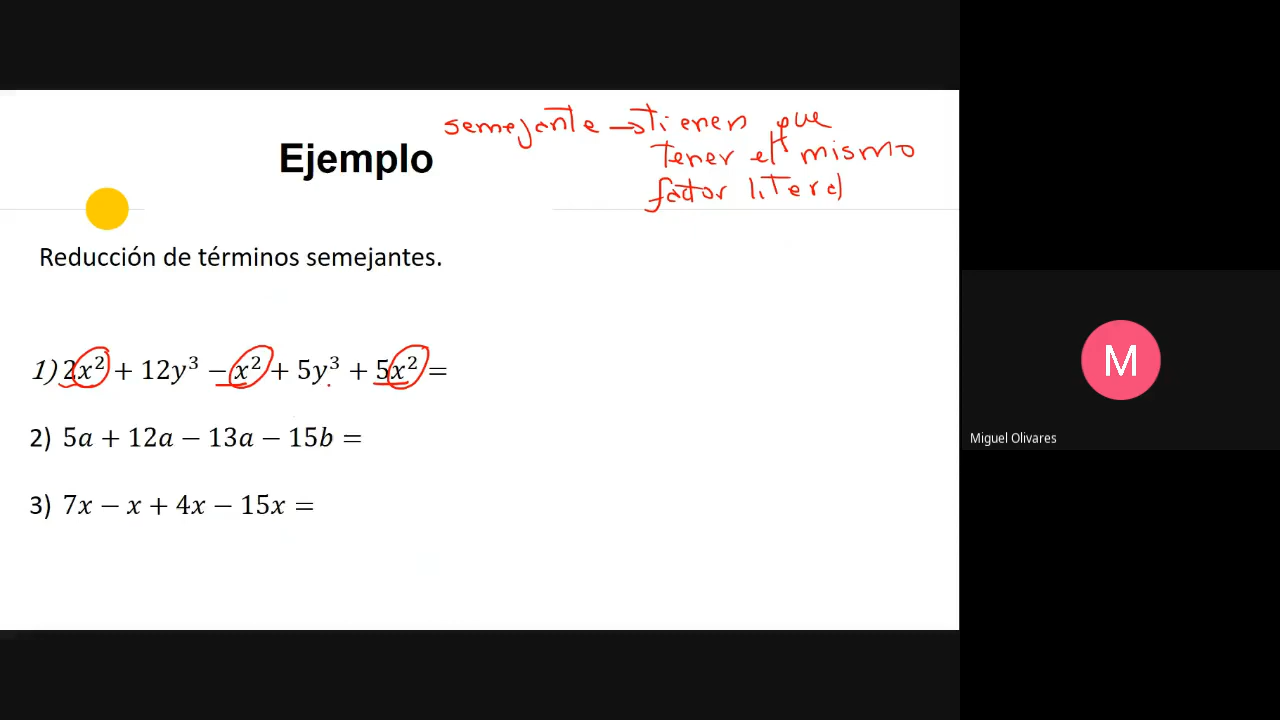 semejante → tienen que
tener el mismo
factor literal
Ejemplo
Reducción de términos semejantes.
1) 2x² + 12y³ − x² + 5y³ + 5x² =
2) 5a + 12a − 13a − 15b =
3) 7x − x + 4x − 15x =
M
Miguel Olivares